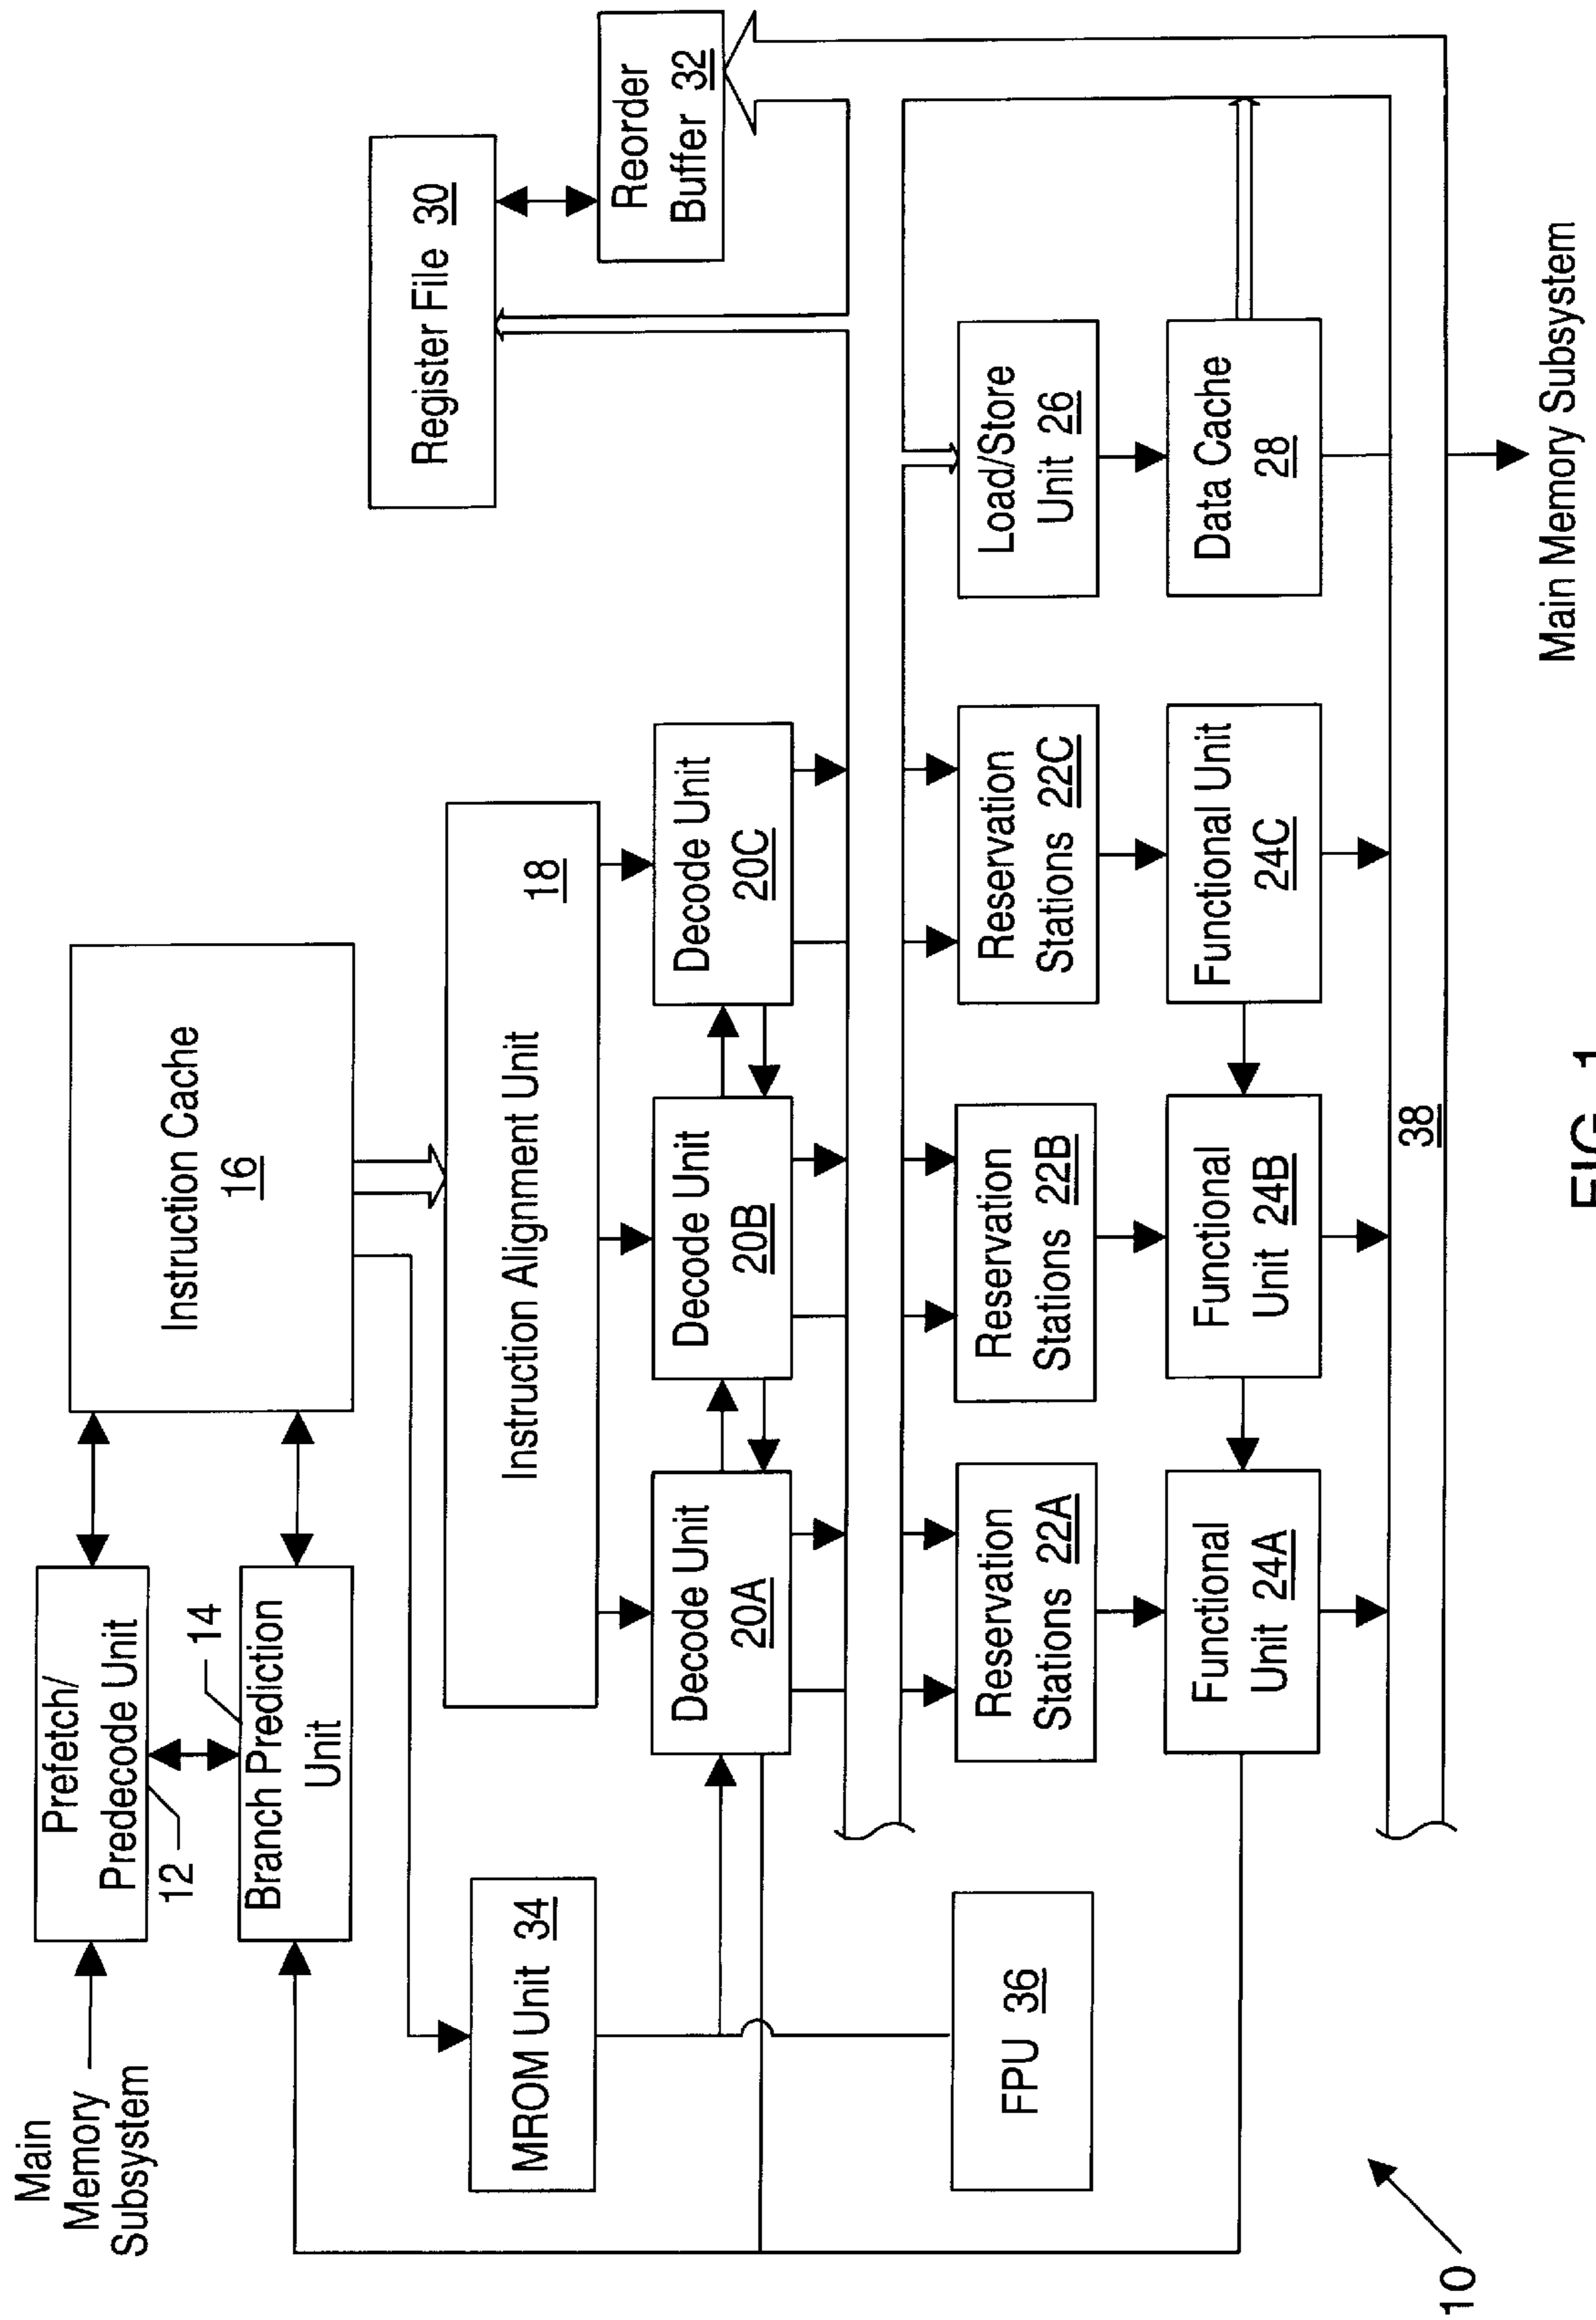 Main
Memory
Subsystem
Prefetch/
Predecode Unit
12
14
Branch Prediction
Unit
Instruction Cache
16
Register File 30
Reorder
Buffer 32
MROM Unit 34
Instruction Alignment Unit
18
Decode Unit
20A
Decode Unit
20B
Decode Unit
20C
FPU 36
Reservation
Stations 22A
Reservation
Stations 22B
Reservation
Stations 22C
Load/Store
Unit 26
Functional
Unit 24A
Functional
Unit 24B
Functional Unit
24C
Data Cache
28
38
Main Memory Subsystem
10
FIG. 1